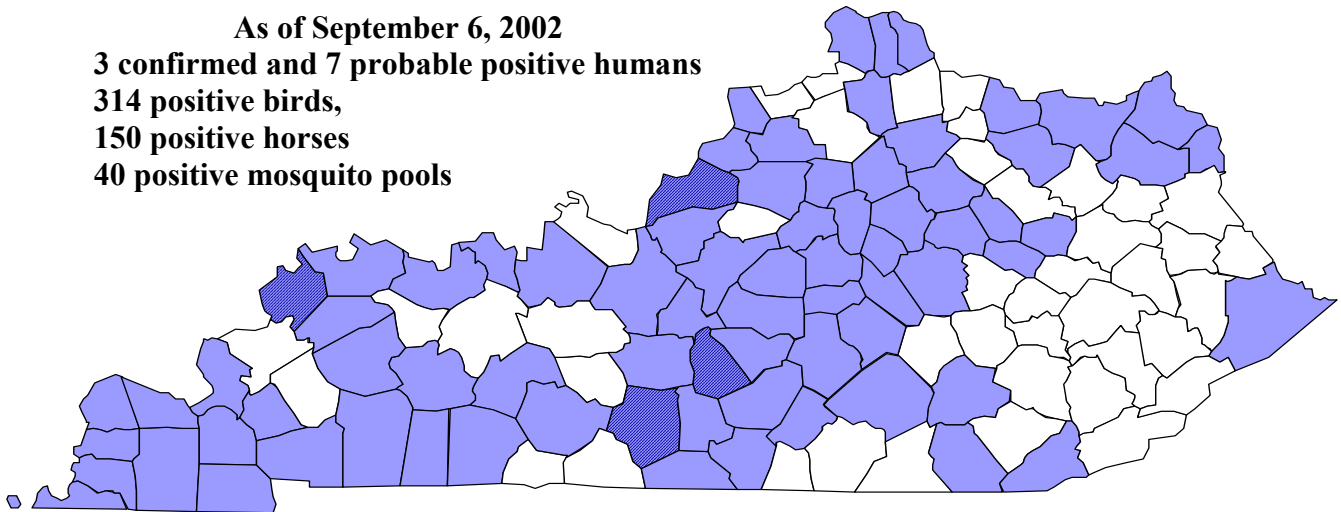 As of September 6, 2002
3 confirmed and 7 probable positive humans
314 positive birds,
150 positive horses
40 positive mosquito pools